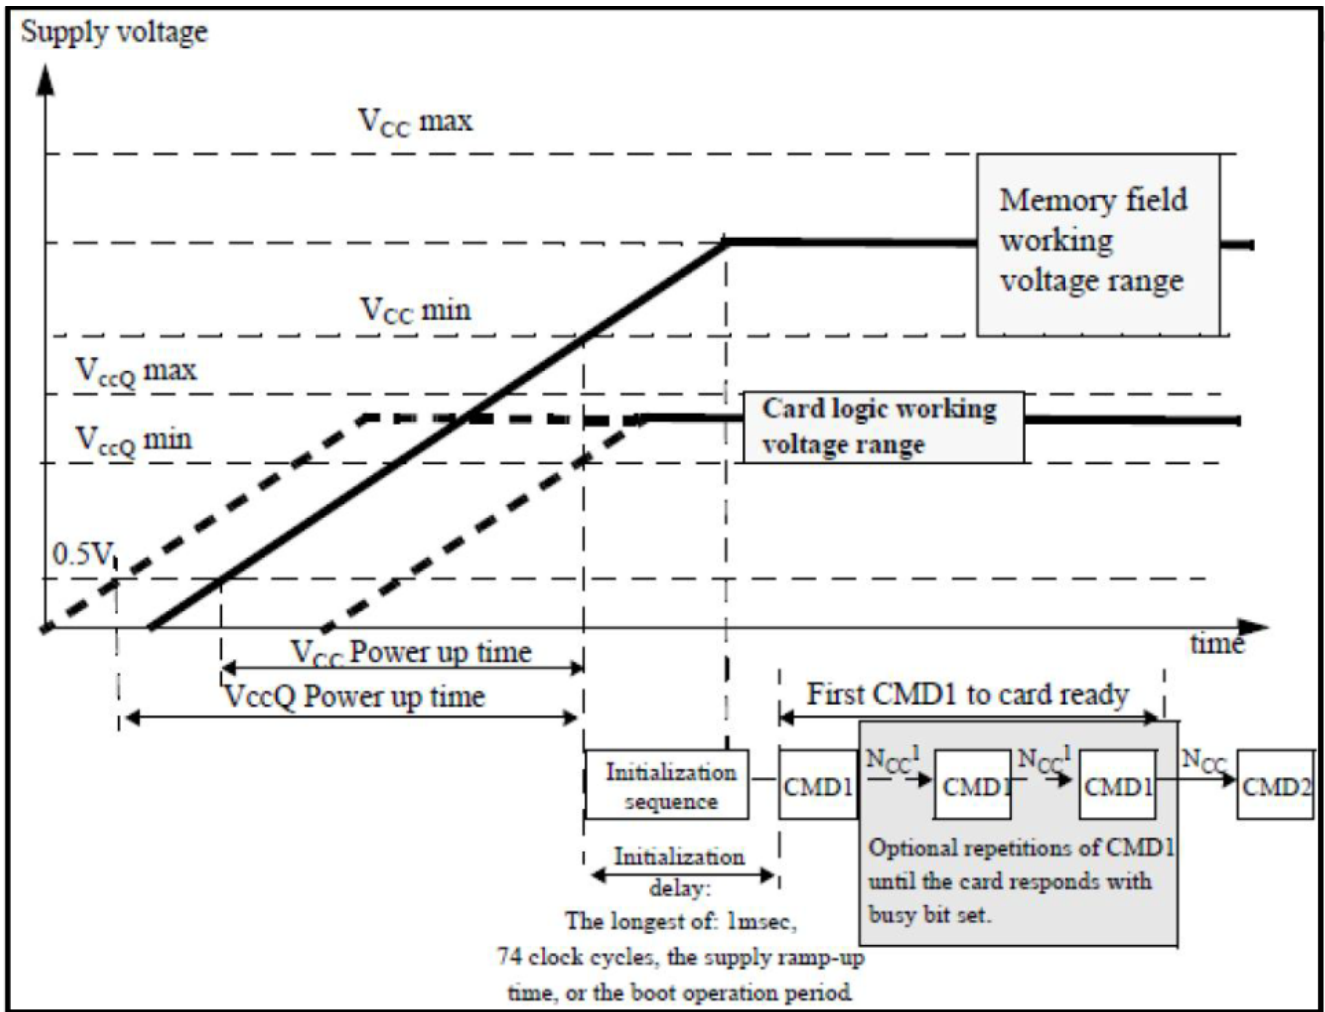 Supply voltage
VCC max
Memory field
working
voltage range
VCC min
VccQ max
Card logic working
voltage range
VccQ min
0.5V
time
VCC Power up time
VccQ Power up time
First CMD1 to card ready
Initialization
sequence
CMD1
NCC1
CMD1
NCC1
CMD1
NCC
CMD2
Optional repetitions of CMD1
until the card responds with
busy bit set.
Initialization
delay:
The longest of: 1msec,
74 clock cycles, the supply ramp-up
time, or the boot operation period